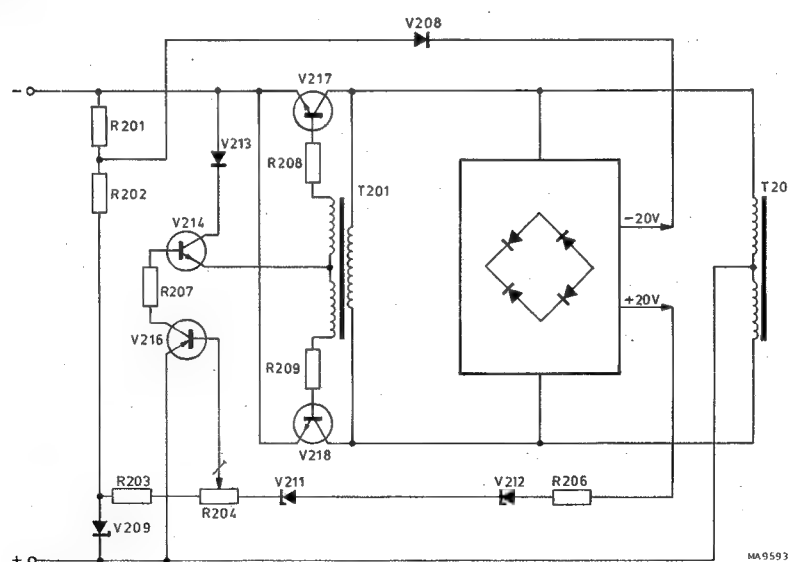 V208
V217
−
R201
V213
R208
R202
T201
T20
V214
−20V
R207
+20V
V216
R209
V218
R203
V211
V212
R206
R204
V209
+
MA9593